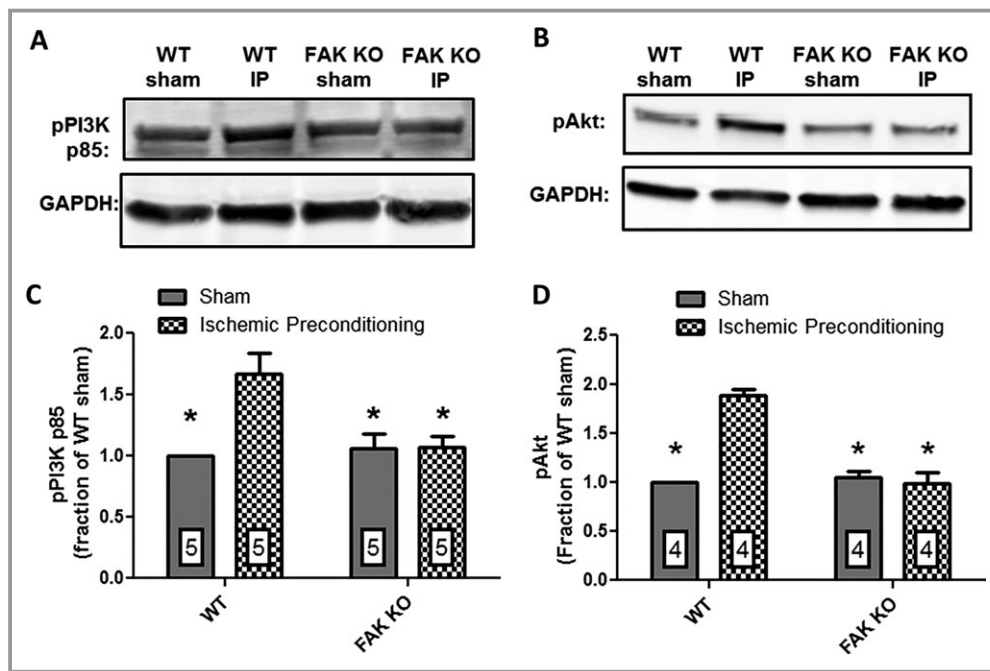 A
WT sham
WT IP
FAK KO sham
FAK KO IP
pPI3K p85:
GAPDH:
B
WT sham
WT IP
FAK KO sham
FAK KO IP
pAkt:
GAPDH:
C
Sham
Ischemic Preconditioning
pPI3K p85
(fraction of WT sham)
2.0
1.5
1.0
0.5
0.0
*
*
*
5
5
5
5
WT
FAK KO
D
Sham
Ischemic Preconditioning
pAkt
(Fraction of WT sham)
2.5
2.0
1.5
1.0
0.5
0.0
*
*
*
4
4
4
4
WT
FAK KO